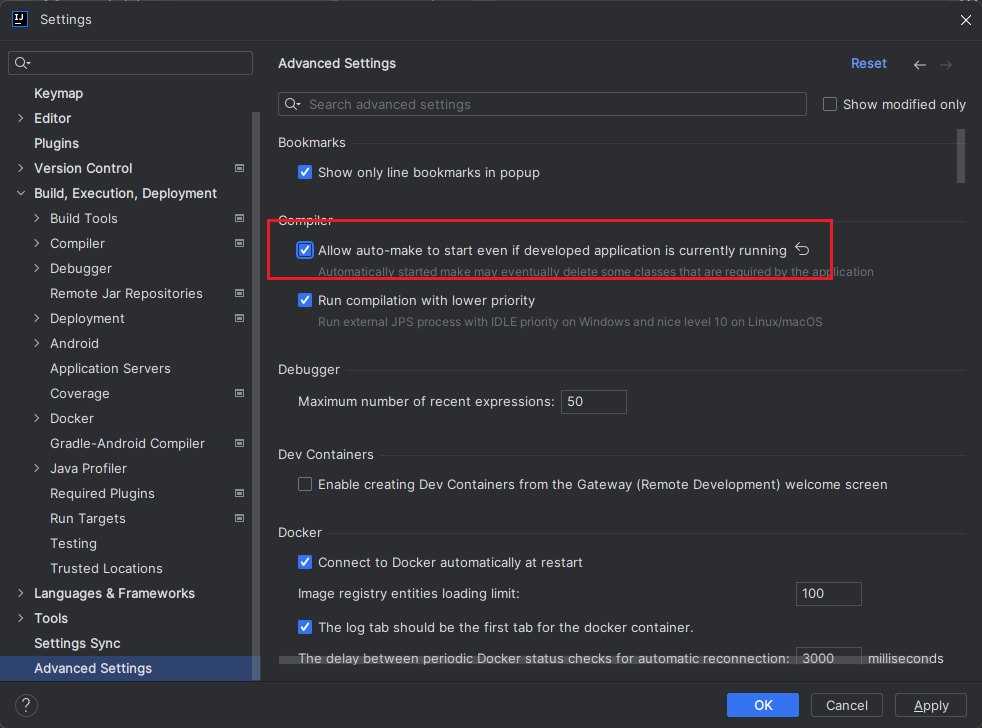 Settings
Keymap
Editor
Plugins
Version Control
Build, Execution, Deployment
Build Tools
Compiler
Debugger
Remote Jar Repositories
Deployment
Android
Application Servers
Coverage
Docker
Gradle-Android Compiler
Java Profiler
Required Plugins
Run Targets
Testing
Trusted Locations
Languages & Frameworks
Tools
Settings Sync
Advanced Settings
Advanced Settings
Reset
Search advanced settings
Show modified only
Bookmarks
Show only line bookmarks in popup
Compiler
Allow auto-make to start even if developed application is currently running
Automatically started make may eventually delete some classes that are required by the application
Run compilation with lower priority
Run external JPS process with IDLE priority on Windows and nice level 10 on Linux/macOS
Debugger
Maximum number of recent expressions: 50
Dev Containers
Enable creating Dev Containers from the Gateway (Remote Development) welcome screen
Docker
Connect to Docker automatically at restart
Image registry entities loading limit: 100
The log tab should be the first tab for the docker container.
The delay between periodic Docker status checks for automatic reconnection: 3000 milliseconds
?
OK
Cancel
Apply